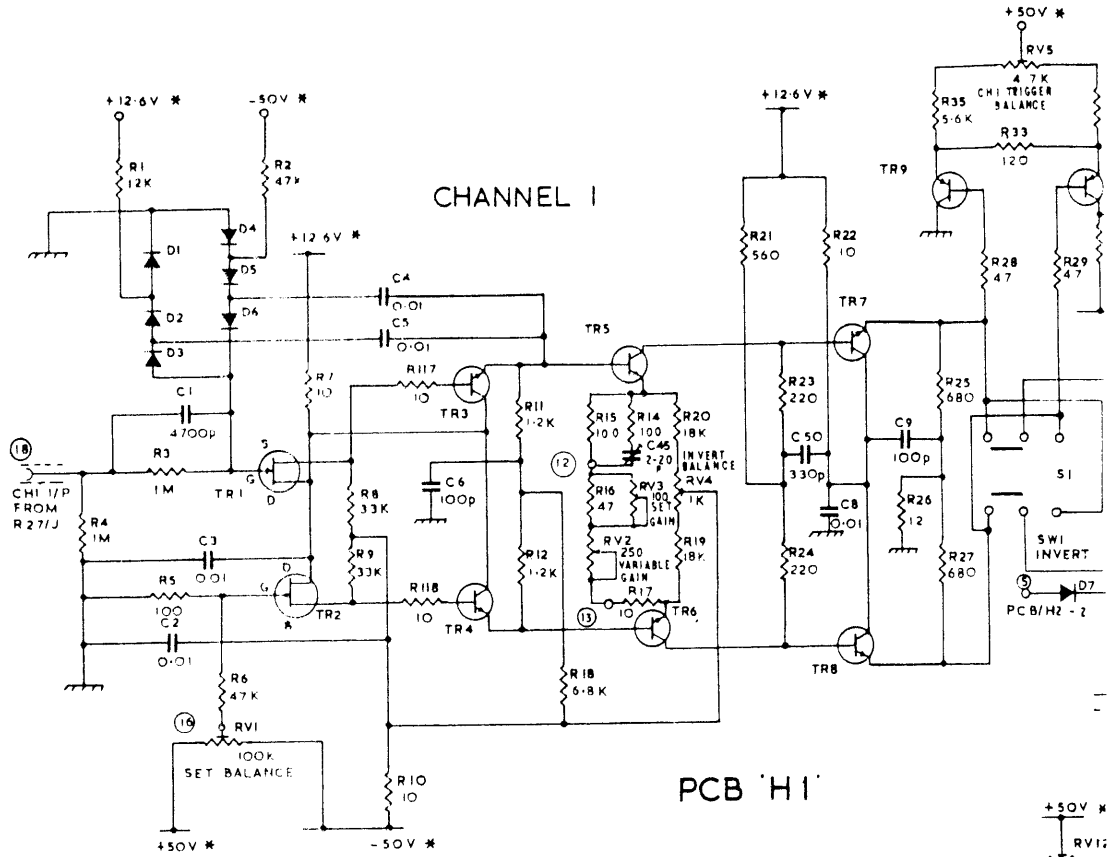 +50V *
RV5
4.7K
CHI TRIGGER
BALANCE
R35
5.6K
R33
120
TR9
+12.6V *
-50V *
+12.6V *
R1
12K
R2
47K
CHANNEL 1
D4
D1
D5
+12.6V *
D2
D6
D3
C4
0.01
C5
0.01
R21
560
R22
10
R28
47
R29
47
TR5
TR7
C1
4700p
R7
10
R117
10
TR3
R11
1.2K
R15
100
R14
100
R20
18K
C45
2-20
p
R23
220
R25
680
18
CH1 I/P
FROM
R27/J
R3
1M
S
G
TR1
D
R8
33K
C6
100p
12
INVERT
BALANCE
RV4
1K
C50
330p
C9
100p
S1
R16
47
RV3
100
SET
GAIN
R4
1M
C3
0.01
R9
33K
R12
1.2K
RV2
250
VARIABLE
GAIN
R19
18K
C8
0.01
R26
12
R24
220
R27
680
SW1
INVERT
R5
100
G
D
TR2
C2
0.01
R118
10
TR4
13
R17
10
TR6
5
D7
PCB/H2-2
TR8
R6
47K
R18
6.8K
16
RV1
100K
SET BALANCE
R10
10
PCB 'H1'
+50V *
-50V *
+50V *
RV12